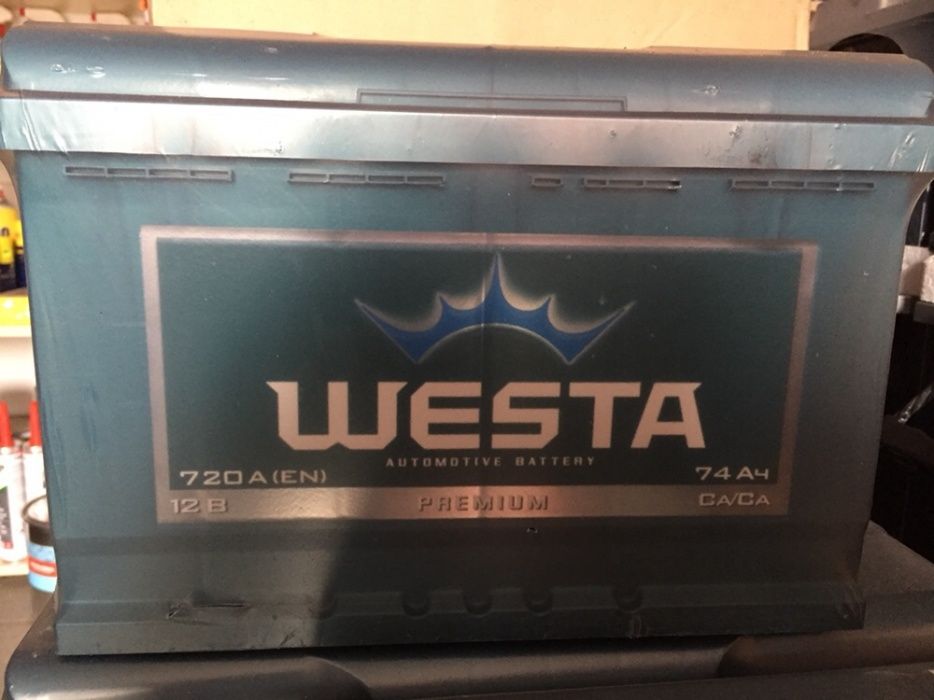 WESTA
AUTOMOTIVE BATTERY
720 А (EN) 74 Ач
12 В PREMIUM CA/CA